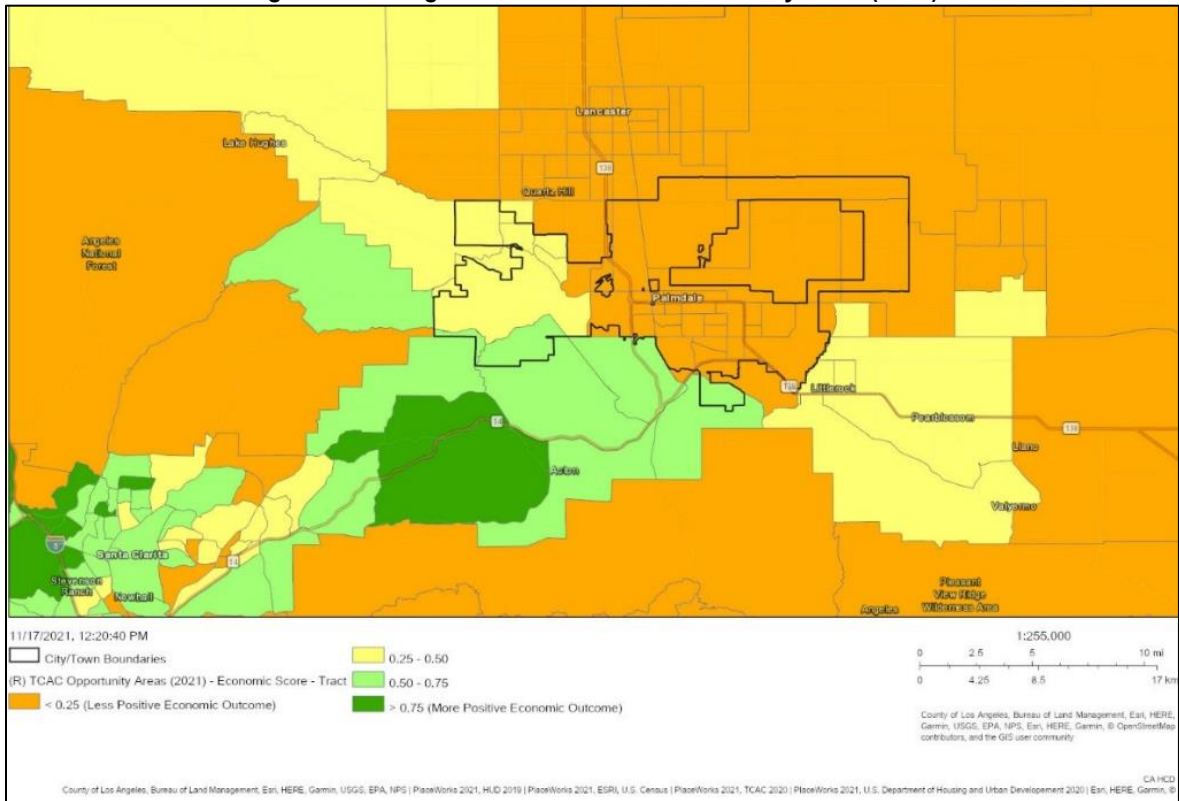 Lancaster
Lake Hughes
138
Quartz Hill
Angeles
National
Forest
Palmdale
138
Littlerock
Pearblossom
138
Llano
14
Acton
Valyermo
5
Santa Clarita
14
Stevenson
Ranch
Newhall
Pleasant
View Ridge
Wilderness Area
Angeles
11/17/2021, 12:20:40 PM
City/Town Boundaries
(R) TCAC Opportunity Areas (2021) - Economic Score - Tract
< 0.25 (Less Positive Economic Outcome)
0.25 - 0.50
0.50 - 0.75
> 0.75 (More Positive Economic Outcome)
1:255,000
0 2.5 5 10 mi
0 4.25 8.5 17 km
County of Los Angeles, Bureau of Land Management, Esri, HERE,
Garmin, USGS, EPA, NPS, Esri, HERE, Garmin, © OpenStreetMap
contributors, and the GIS user community
CA HCD
County of Los Angeles, Bureau of Land Management, Esri, HERE, Garmin, USGS, EPA, NPS | PlaceWorks 2021, HUD 2019 | PlaceWorks 2021, ESRI, U.S. Census | PlaceWorks 2021, TCAC 2020 | PlaceWorks 2021, U.S. Department of Housing and Urban Developement 2020 | Esri, HERE, Garmin, ©